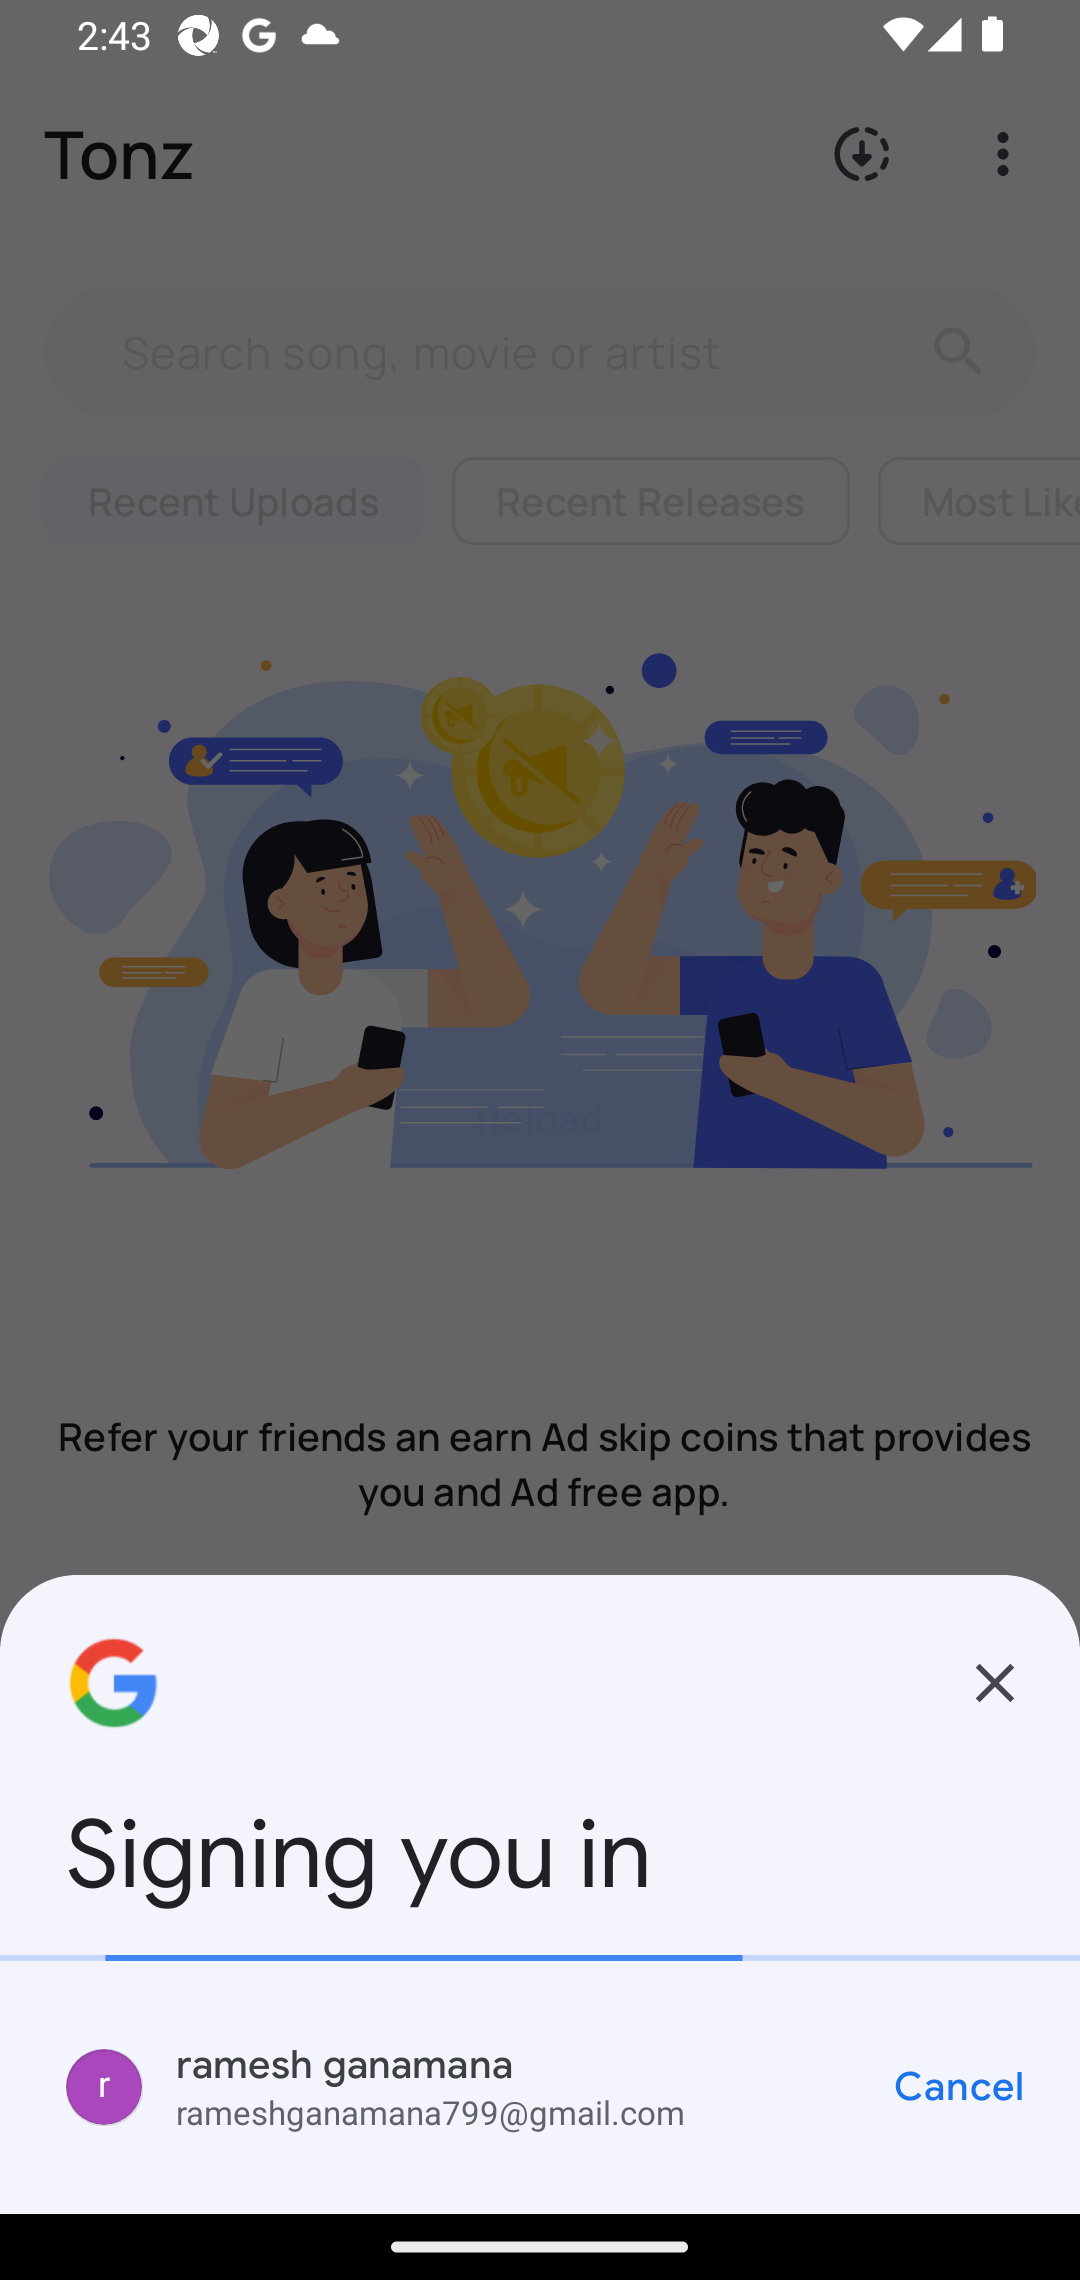 2:43
Tonz
Search song, movie or artist
Recent Uploads
Recent Releases
Most Lik
Reload
Refer your friends an earn Ad skip coins that provides
you and Ad free app.
Signing you in
r
ramesh ganamana
rameshganamana799@gmail.com
Cancel